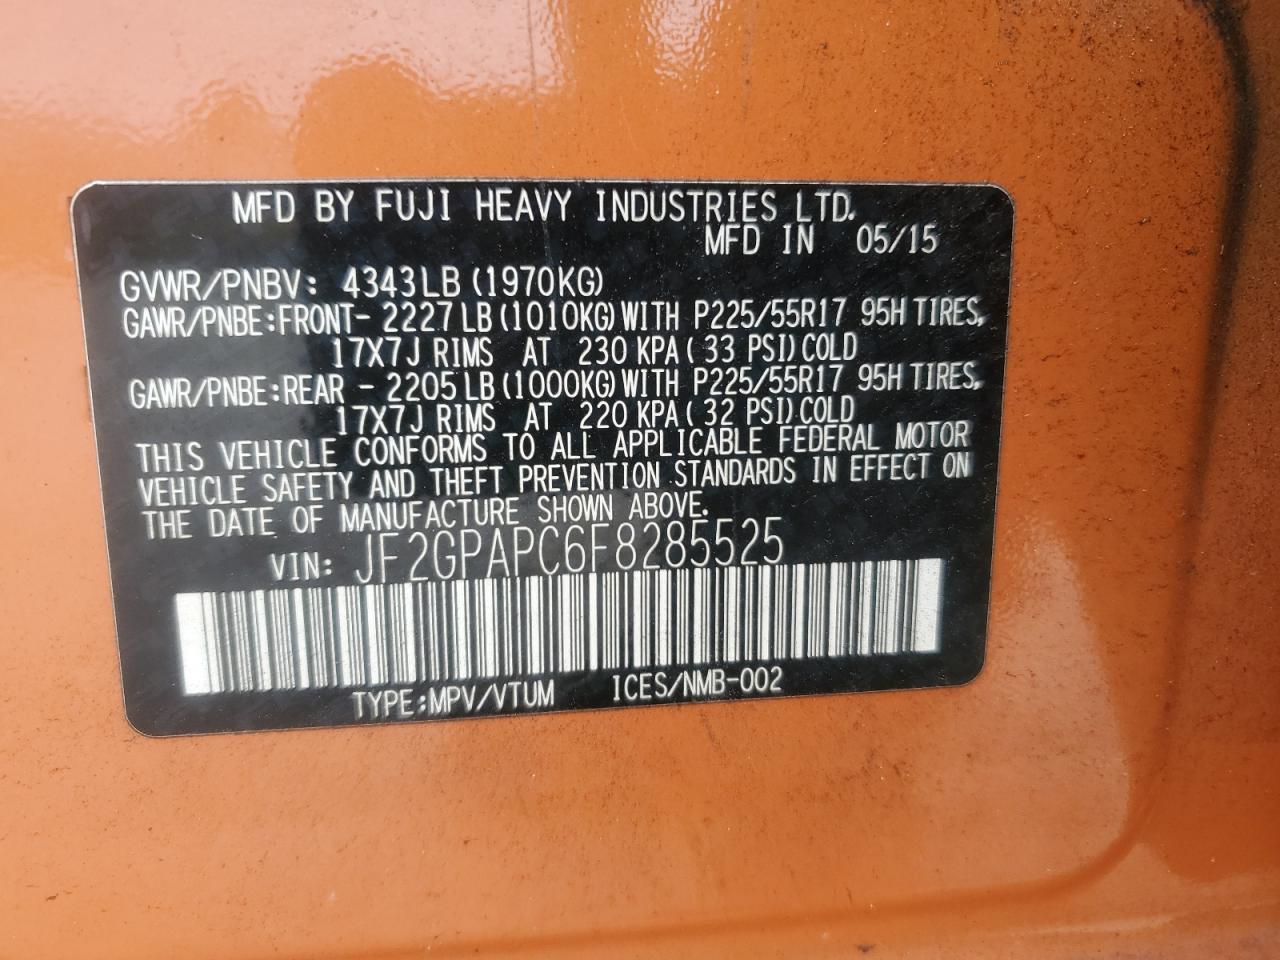 MFD BY FUJI HEAVY INDUSTRIES LTD.
MFD IN 05/15
GVWR/PNBV: 4343LB (1970KG)
GAWR/PNBE:FRONT- 2227LB (1010KG) WITH P225/55R17 95H TIRES,
17X7J RIMS AT 230 KPA ( 33 PSI) COLD
GAWR/PNBE:REAR - 2205LB (1000KG) WITH P225/55R17 95H TIRES,
17X7J RIMS AT 220 KPA ( 32 PSI) COLD
THIS VEHICLE CONFORMS TO ALL APPLICABLE FEDERAL MOTOR
VEHICLE SAFETY AND THEFT PREVENTION STANDARDS IN EFFECT ON
THE DATE OF MANUFACTURE SHOWN ABOVE.
VIN: JF2GPAPC6F8285525
TYPE:MPV/VTUM ICES/NMB-002